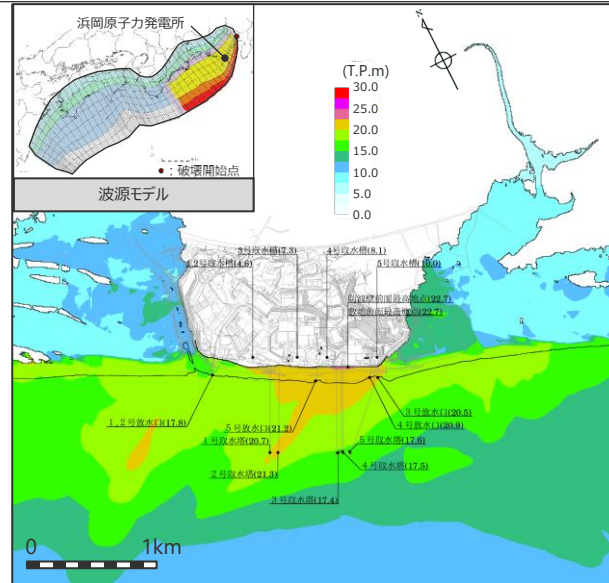 浜岡原子力発電所
●:破壊開始点
波源モデル
(T.P.m)
30.0
25.0
20.0
15.0
10.0
5.0
0.0
3号取水槽(7.3)
4号取水槽(8.1)
1,2号取水槽(4.6)
5号取水槽(10.0)
防波壁前面最高地点(22.7)
敷地前面最高地点(22.7)
1,2号放水口(17.8)
3号放水口(20.5)
5号放水口(21.2)
4号放水口(20.9)
1号取水塔(20.7)
5号取水塔(17.6)
2号取水塔(21.3)
4号取水塔(17.5)
3号取水塔(17.4)
0
1km
N